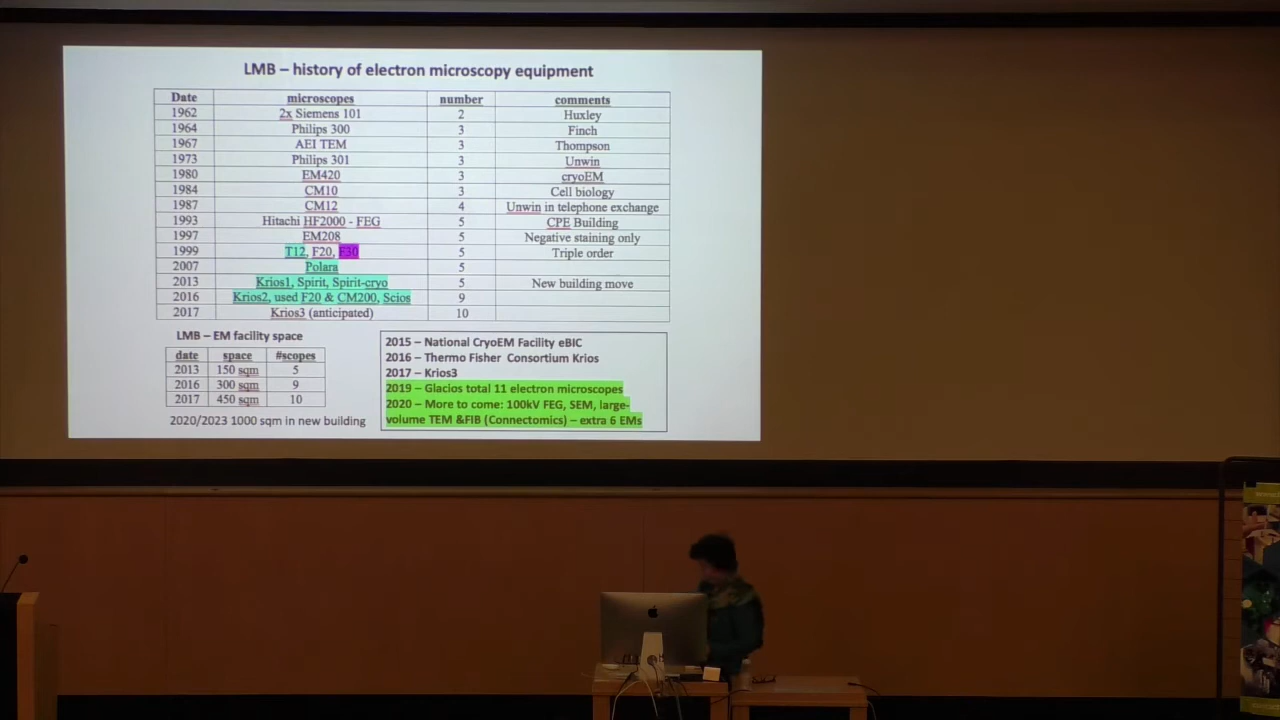 LMB – history of electron microscopy equipment
Date microscopes number comments
1962 2x Siemens 101 2 Huxley
1964 Philips 300 3 Finch
1967 AEI TEM 3 Thompson
1973 Philips 301 3 Unwin
1980 EM420 3 cryoEM
1984 CM10 3 Cell biology
1987 CM12 4 Unwin in telephone exchange
1993 Hitachi HF2000 - FEG 5 CPE Building
1997 EM208 5 Negative staining only
1999 T12, F20, F30 5 Triple order
2007 Polara 5
2013 Krios1, Spirit, Spirit-cryo 5 New building move
2016 Krios2, used F20 & CM200, Scios 9
2017 Krios3 (anticipated) 10
LMB – EM facility space
date space #scopes
2013 150 sqm 5
2016 300 sqm 9
2017 450 sqm 10
2020/2023 1000 sqm in new building
2015 – National CryoEM Facility eBIC
2016 – Thermo Fisher Consortium Krios
2017 – Krios3
2019 – Glacios total 11 electron microscopes
2020 – More to come: 100kV FEG, SEM, large-
volume TEM &FIB (Connectomics) – extra 6 EMs